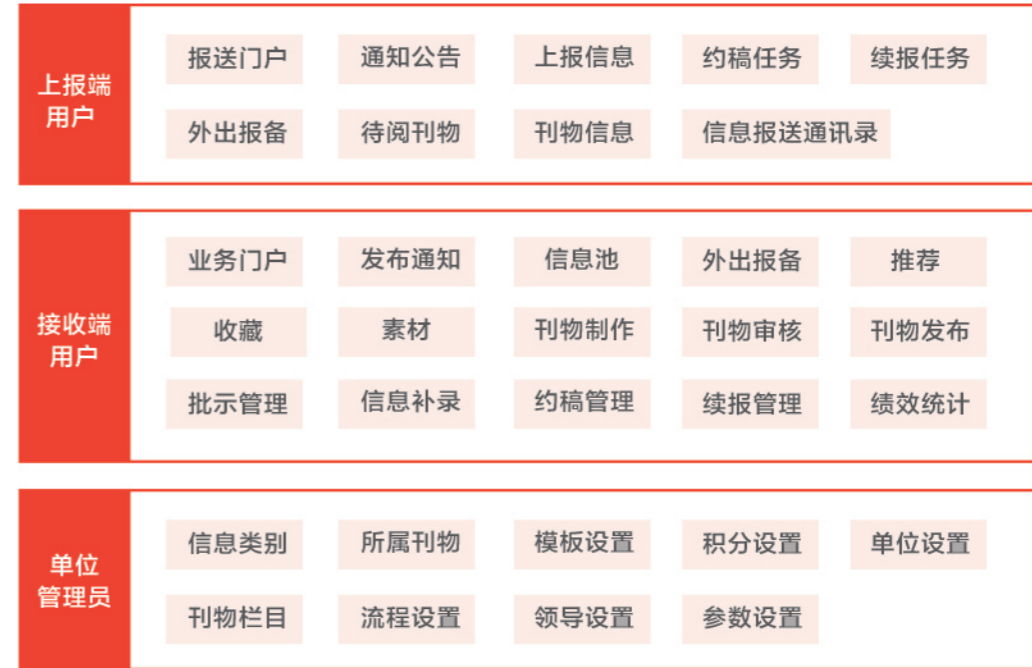 上报端
用户
报送门户 通知公告 上报信息 约稿任务 续报任务
外出报备 待阅刊物 刊物信息 信息报送通讯录
接收端
用户
业务门户 发布通知 信息池 外出报备 推荐
收藏 素材 刊物制作 刊物审核 刊物发布
批示管理 信息补录 约稿管理 续报管理 绩效统计
单位
管理员
信息类别 所属刊物 模板设置 积分设置 单位设置
刊物栏目 流程设置 领导设置 参数设置